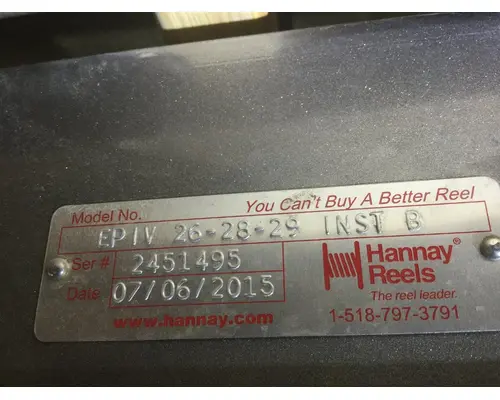 You Can't Buy A Better Reel
Model No.
EPIV 26-28-29 INST B
Ser # 2451495
Date 07/06/2015
Hannay®
Reels
The reel leader.
www.hannay.com
1-518-797-3791